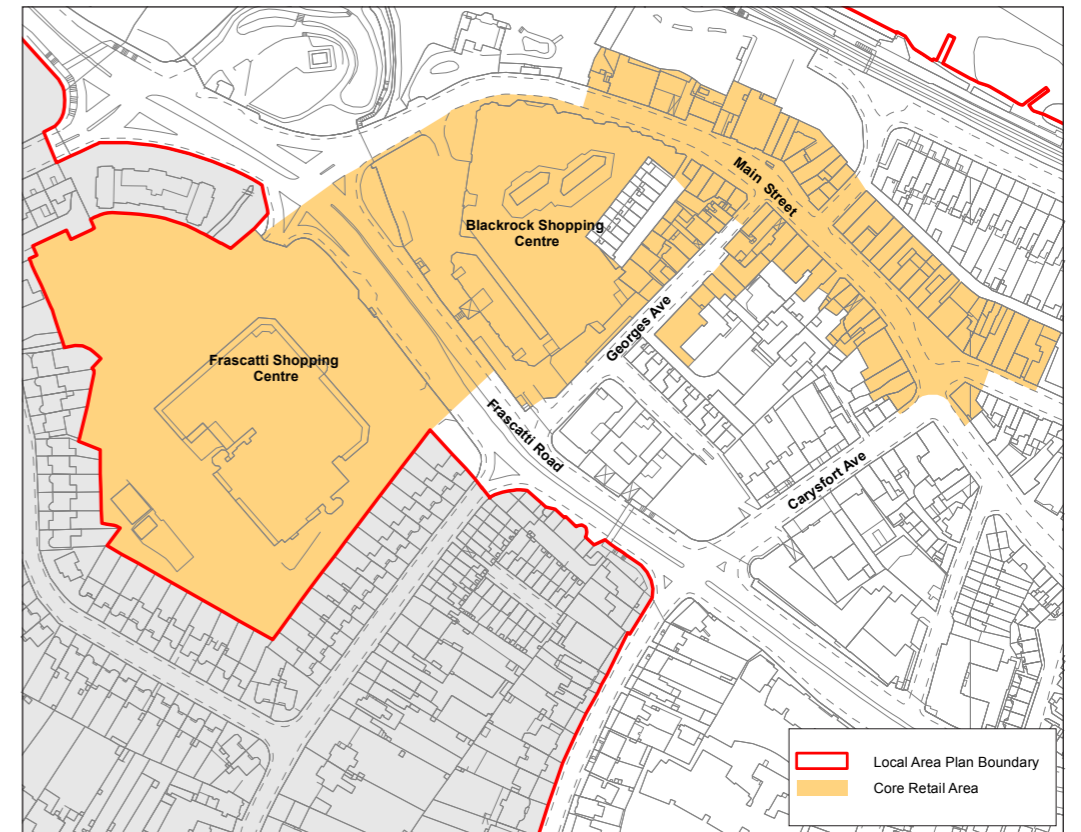 Main Street
Blackrock Shopping
Centre
Georges Ave
Frascatti Shopping
Centre
Frascatti Road
Carysfort Ave
Local Area Plan Boundary
Core Retail Area